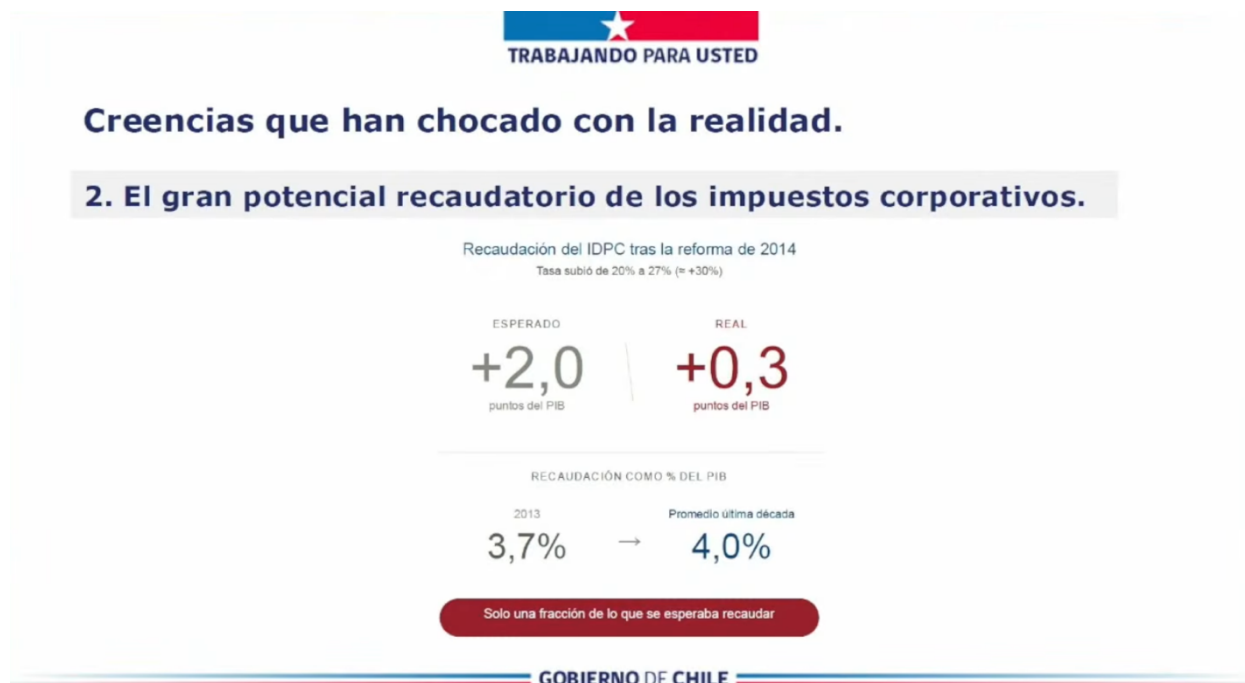 TRABAJANDO PARA USTED
Creencias que han chocado con la realidad.
2. El gran potencial recaudatorio de los impuestos corporativos.
Recaudación del IDPC tras la reforma de 2014
Tasa subió de 20% a 27% (≈ +30%)
ESPERADO
+2,0
puntos del PIB
REAL
+0,3
puntos del PIB
RECAUDACIÓN COMO % DEL PIB
2013
3,7%
→
Promedio última década
4,0%
Solo una fracción de lo que se esperaba recaudar
GOBIERNO DE CHILE